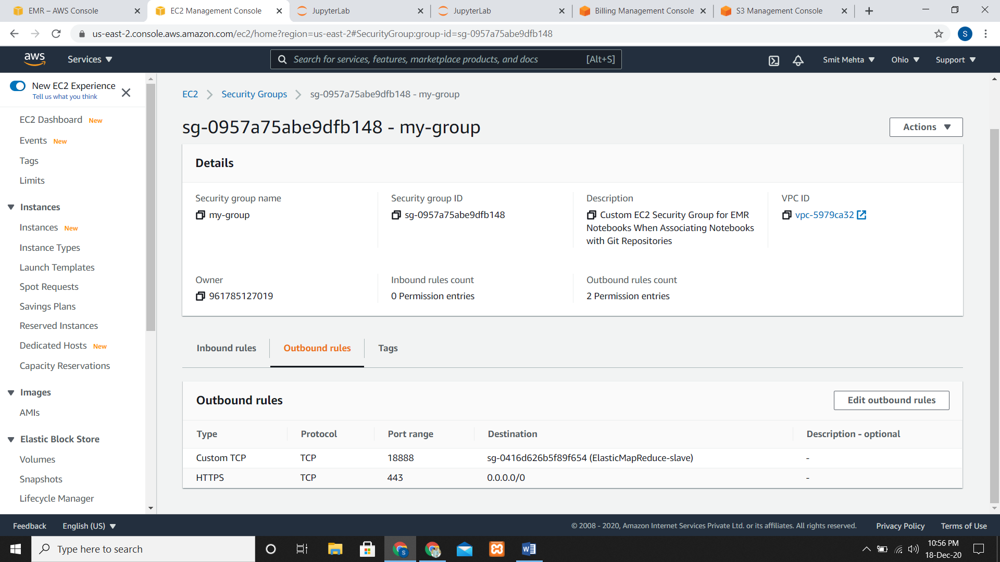 EMR – AWS Console
EC2 Management Console
JupyterLab
JupyterLab
Billing Management Console
S3 Management Console
us-east-2.console.aws.amazon.com/ec2/home?region=us-east-2#SecurityGroup:group-id=sg-0957a75abe9dfb148
S
aws
Services
Search for services, features, marketplace products, and docs
[Alt+S]
Smit Mehta
Ohio
Support
New EC2 Experience
Tell us what you think
EC2 Dashboard New
Events New
Tags
Limits
Instances
Instances New
Instance Types
Launch Templates
Spot Requests
Savings Plans
Reserved Instances
Dedicated Hosts New
Capacity Reservations
Images
AMIs
Elastic Block Store
Volumes
Snapshots
Lifecycle Manager
EC2 > Security Groups > sg-0957a75abe9dfb148 - my-group
sg-0957a75abe9dfb148 - my-group
Actions
Details
Security group name
my-group
Security group ID
sg-0957a75abe9dfb148
Description
Custom EC2 Security Group for EMR
Notebooks When Associating Notebooks
with Git Repositories
VPC ID
vpc-5979ca32
Owner
961785127019
Inbound rules count
0 Permission entries
Outbound rules count
2 Permission entries
Inbound rules
Outbound rules
Tags
Outbound rules
Edit outbound rules
Type Protocol Port range Destination Description - optional
Custom TCP TCP 18888 sg-0416d626b5f89f654 (ElasticMapReduce-slave) -
HTTPS TCP 443 0.0.0.0/0 -
Feedback
English (US)
© 2008 - 2020, Amazon Internet Services Private Ltd. or its affiliates. All rights reserved.
Privacy Policy
Terms of Use
Type here to search
S
W
10:56 PM
18-Dec-20